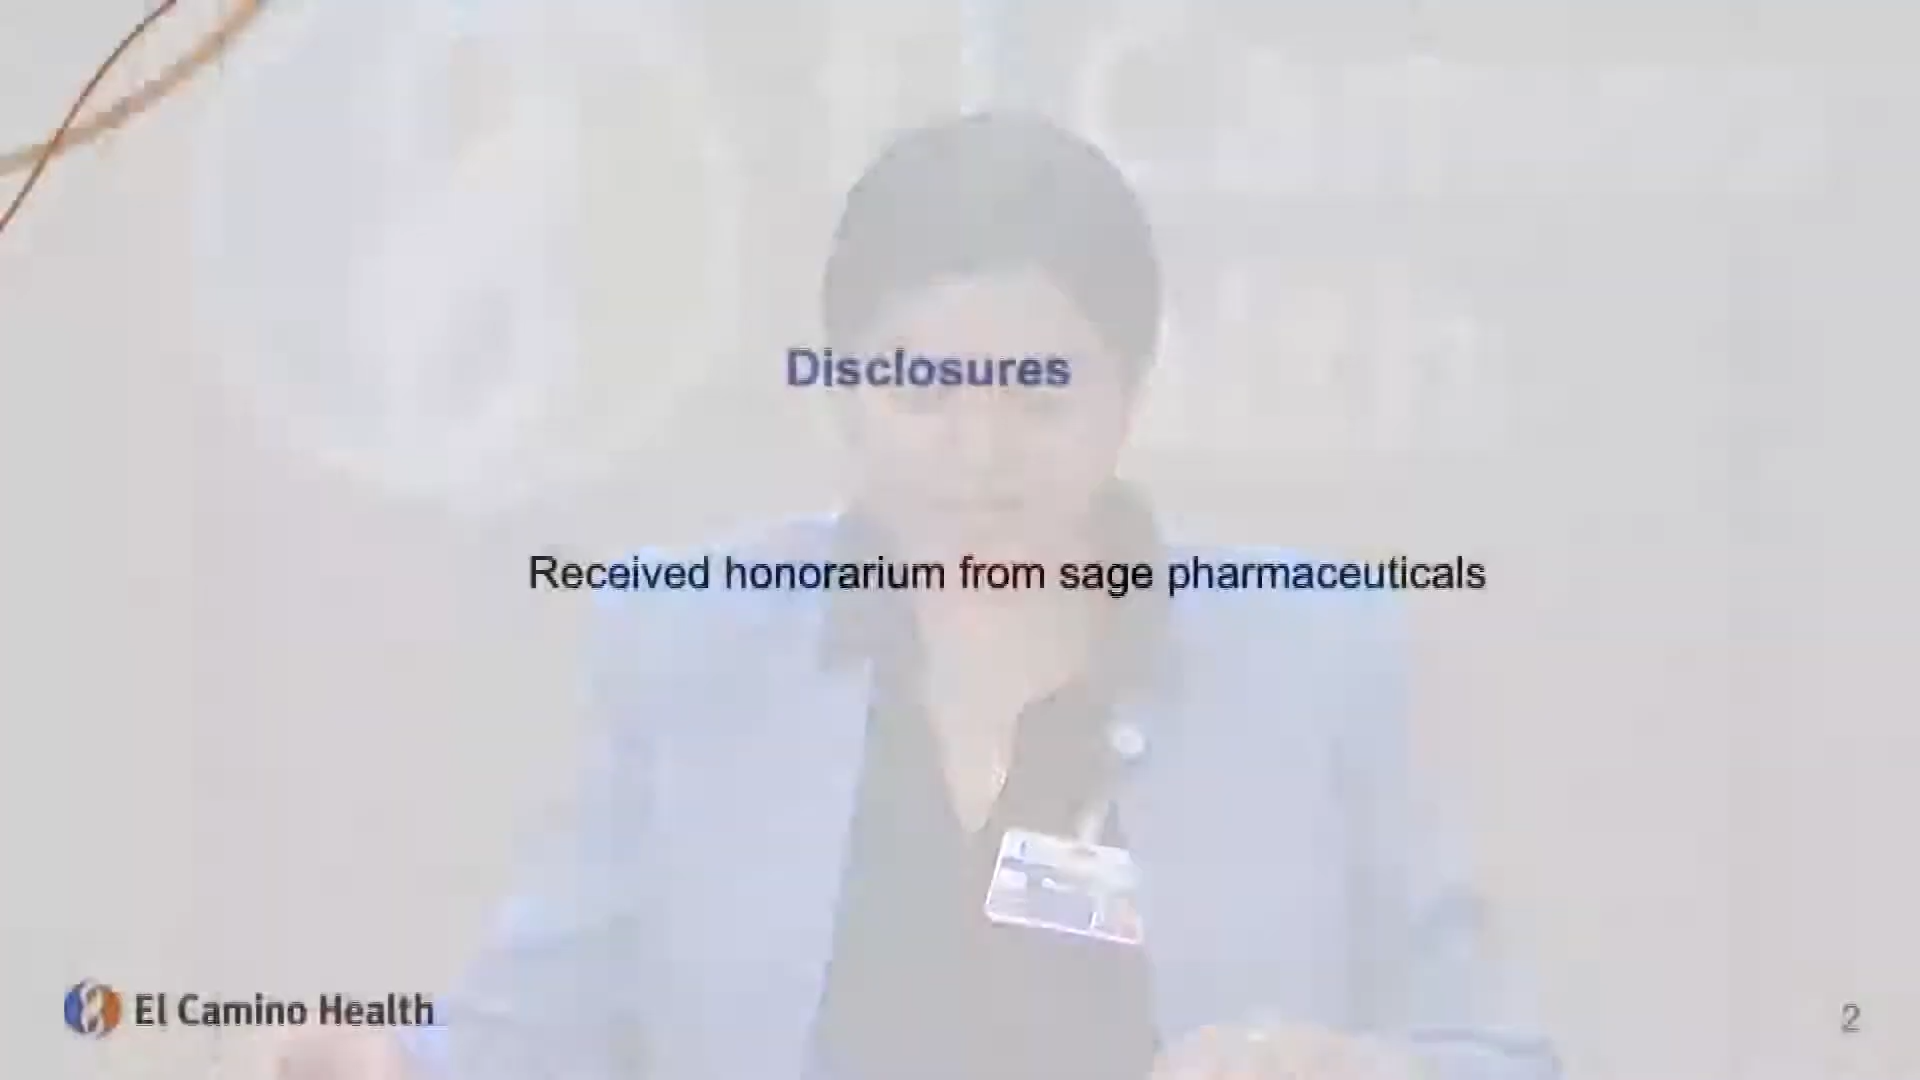 Disclosures
Received honorarium from sage pharmaceuticals
El Camino Health
2